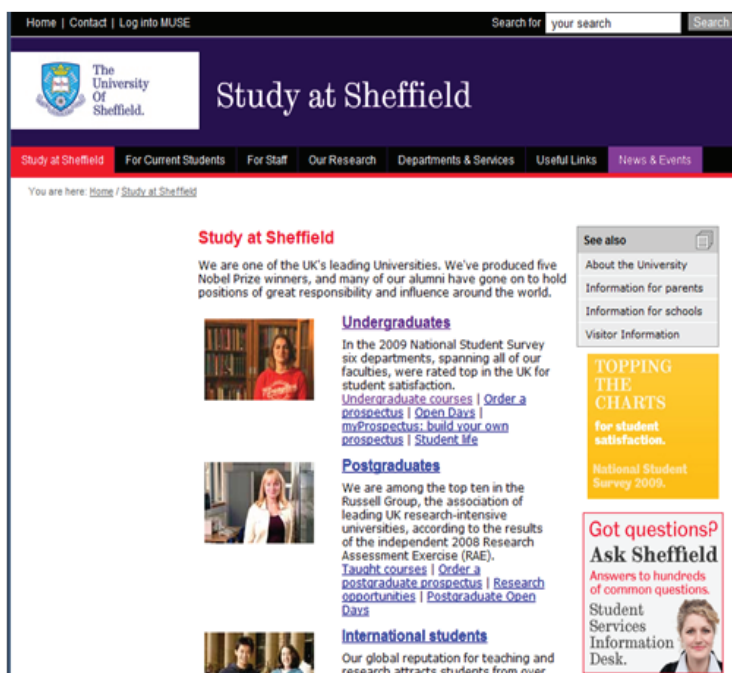 Home | Contact | Log into MUSE
Search for your search Search
The
University
Of
Sheffield.
Study at Sheffield
Study at Sheffield For Current Students For Staff Our Research Departments & Services Useful Links News & Events
You are here: Home / Study at Sheffield
Study at Sheffield
We are one of the UK's leading Universities. We've produced five
Nobel Prize winners, and many of our alumni have gone on to hold
positions of great responsibility and influence around the world.
Undergraduates
In the 2009 National Student Survey
six departments, spanning all of our
faculties, were rated top in the UK for
student satisfaction.
Undergraduate courses | Order a
prospectus | Open Days |
myProspectus: build your own
prospectus | Student life
Postgraduates
We are among the top ten in the
Russell Group, the association of
leading UK research-intensive
universities, according to the results
of the independent 2008 Research
Assessment Exercise (RAE).
Taught courses | Order a
postgraduate prospectus | Research
opportunities | Postgraduate Open
Days
International students
Our global reputation for teaching and
research attracts students from over
See also
About the University
Information for parents
Information for schools
Visitor Information
TOPPING
THE
CHARTS
for student
satisfaction.
National Student
Survey 2009.
Got questions?
Ask Sheffield
Answers to hundreds
of common questions.
Student
Services
Information
Desk.